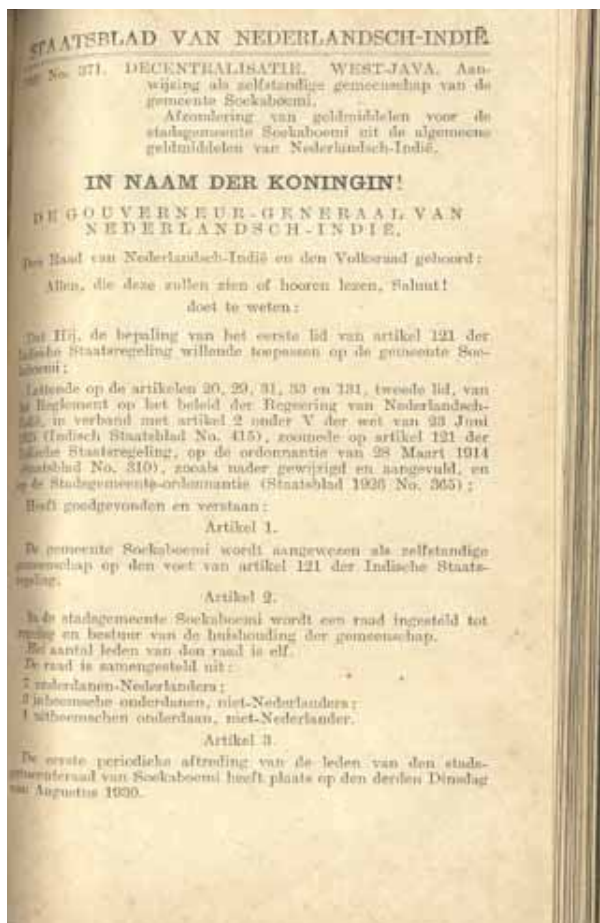 STAATSBLAD VAN NEDERLANDSCH-INDIË.
No. 371. DECENTRALISATIE. WEST-JAVA. Aan-
wijzing als zelfstandige gemeenschap van de
gemeente Soekaboemi.
Afzondering van geldmiddelen voor de
stadsgemeente Soekaboemi uit de algemeene
geldmiddelen van Nederlandsch-Indië.
IN NAAM DER KONINGIN!
DE GOUVERNEUR-GENERAAL VAN
NEDERLANDSCH-INDIË,
Den Raad van Nederlandsch-Indië en den Volksraad gehoord:
Allen, die deze zullen zien of hooren lezen, Saluut!
doet te weten:
Dat Hij, de bepaling van het eerste lid van artikel 121 der
Indische Staatsregeling willende toepassen op de gemeente Soe-
kaboemi;
Lettende op de artikelen 20, 29, 31, 33 en 131, tweede lid, van
het Reglement op het beleid der Regeering van Nederlandsch-
Indië, in verband met artikel 2 onder V der wet van 23 Juni
1925 (Indisch Staatsblad No. 415), zoomede op artikel 121 der
Indische Staatsregeling, op de ordonnantie van 28 Maart 1914
(Staatsblad No. 310), zooals nader gewijzigd en aangevuld, en
op de Stadsgemeente-ordonnantie (Staatsblad 1926 No. 365);
Heeft goedgevonden en verstaan:
Artikel 1.
De gemeente Soekaboemi wordt aangewezen als zelfstandige
gemeenschap op den voet van artikel 121 der Indische Staats-
regeling.
Artikel 2.
In de stadsgemeente Soekaboemi wordt een raad ingesteld tot
regeling en bestuur van de huishouding der gemeenschap.
Het aantal leden van den raad is elf.
De raad is samengesteld uit:
7 onderdanen-Nederlanders;
3 inheemsche onderdanen, niet-Nederlanders;
1 uitheemschen onderdaan, niet-Nederlander.
Artikel 3.
De eerste periodieke aftreding van de leden van den stads-
gemeenteraad van Soekaboemi heeft plaats op den derden Dinsdag
van Augustus 1930.